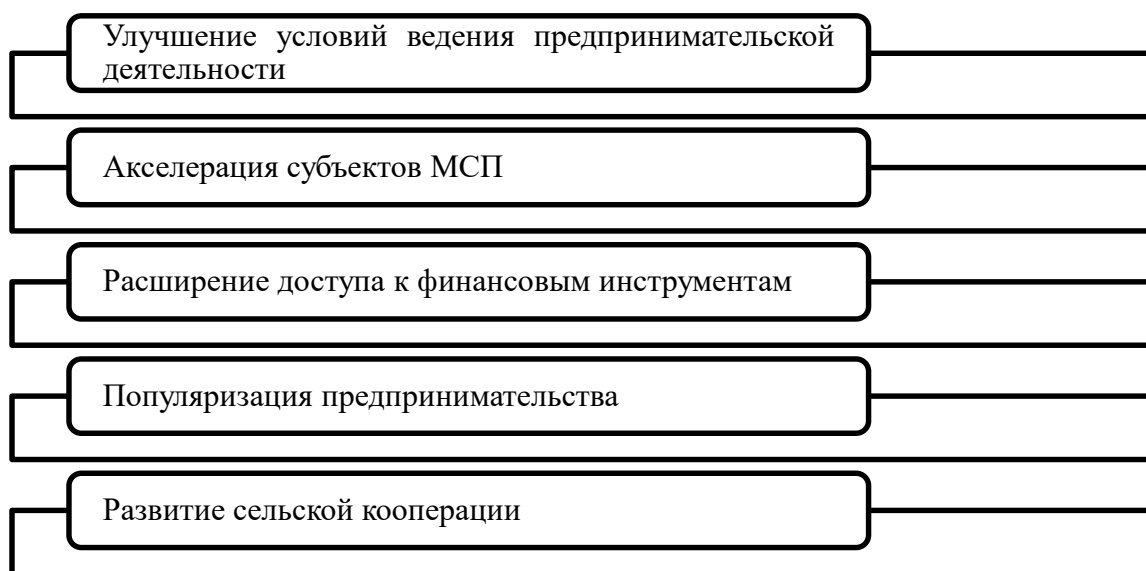 Улучшение условий ведения предпринимательской
деятельности
Акселерация субъектов МСП
Расширение доступа к финансовым инструментам
Популяризация предпринимательства
Развитие сельской кооперации